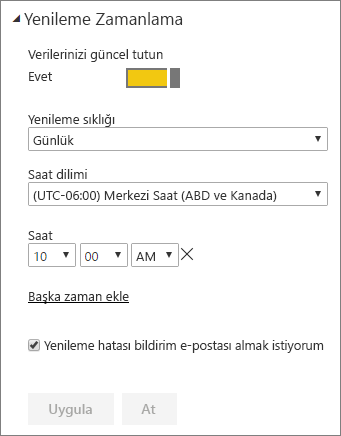 Yenileme Zamanlama
Verilerinizi güncel tutun
Evet
Yenileme sıklığı
Günlük
Saat dilimi
(UTC-06:00) Merkezi Saat (ABD ve Kanada)
Saat
10 00 AM
Başka zaman ekle
Yenileme hatası bildirim e-postası almak istiyorum
Uygula At